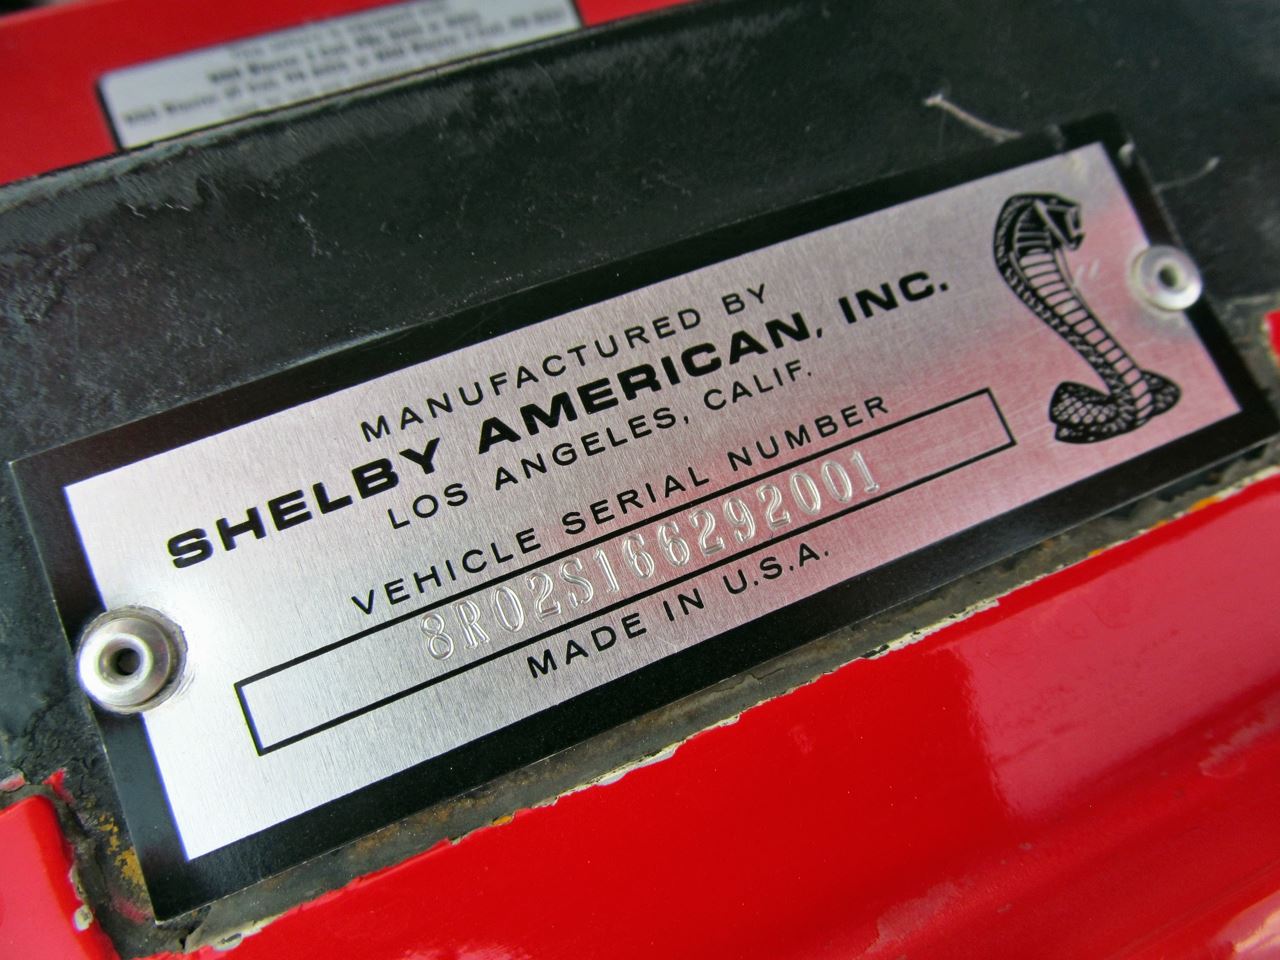 MANUFACTURED BY
SHELBY AMERICAN, INC.
LOS ANGELES, CALIF.
VEHICLE SERIAL NUMBER
8R02S166292001
MADE IN U.S.A.